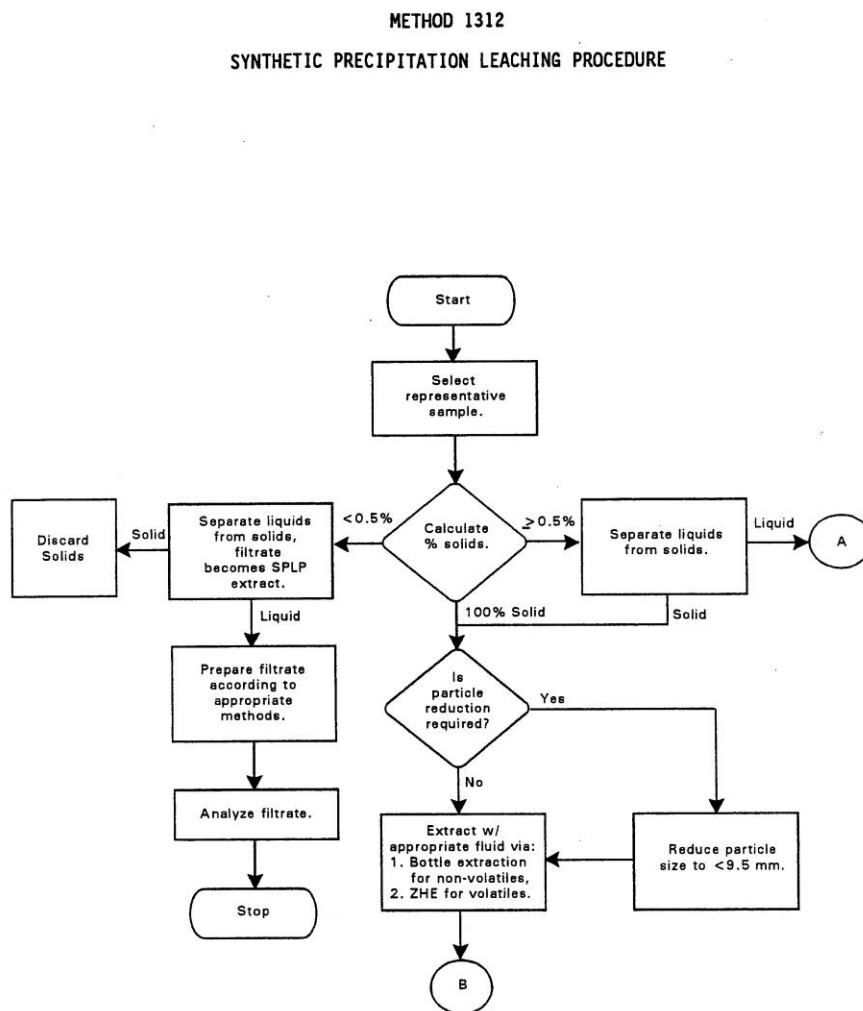 METHOD 1312
SYNTHETIC PRECIPITATION LEACHING PROCEDURE
Start
Select
representative
sample.
Discard
Solids
Solid
Separate liquids
from solids,
filtrate
becomes SPLP
extract.
<0.5%
Calculate
% solids.
≥0.5%
Separate liquids
from solids.
Liquid
A
Liquid
100% Solid
Solid
Prepare filtrate
according to
appropriate
methods.
Is
particle
reduction
required?
Yes
No
Analyze filtrate.
Extract w/
appropriate fluid via:
1. Bottle extraction
for non-volatiles,
2. ZHE for volatiles.
Reduce particle
size to <9.5 mm.
Stop
B